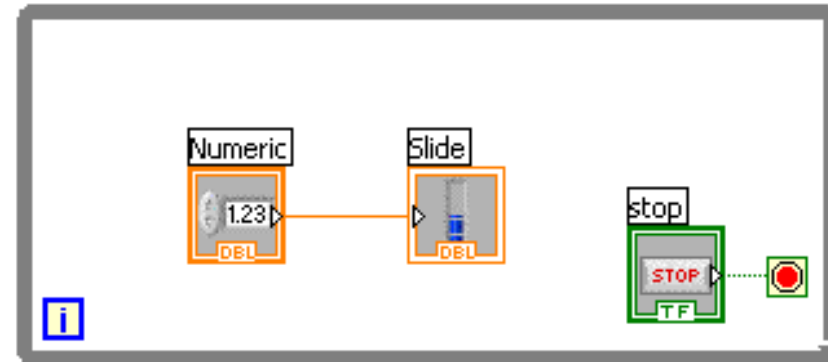 Numeric
Slide
1.23
DBL
DBL
stop
STOP
TF
i